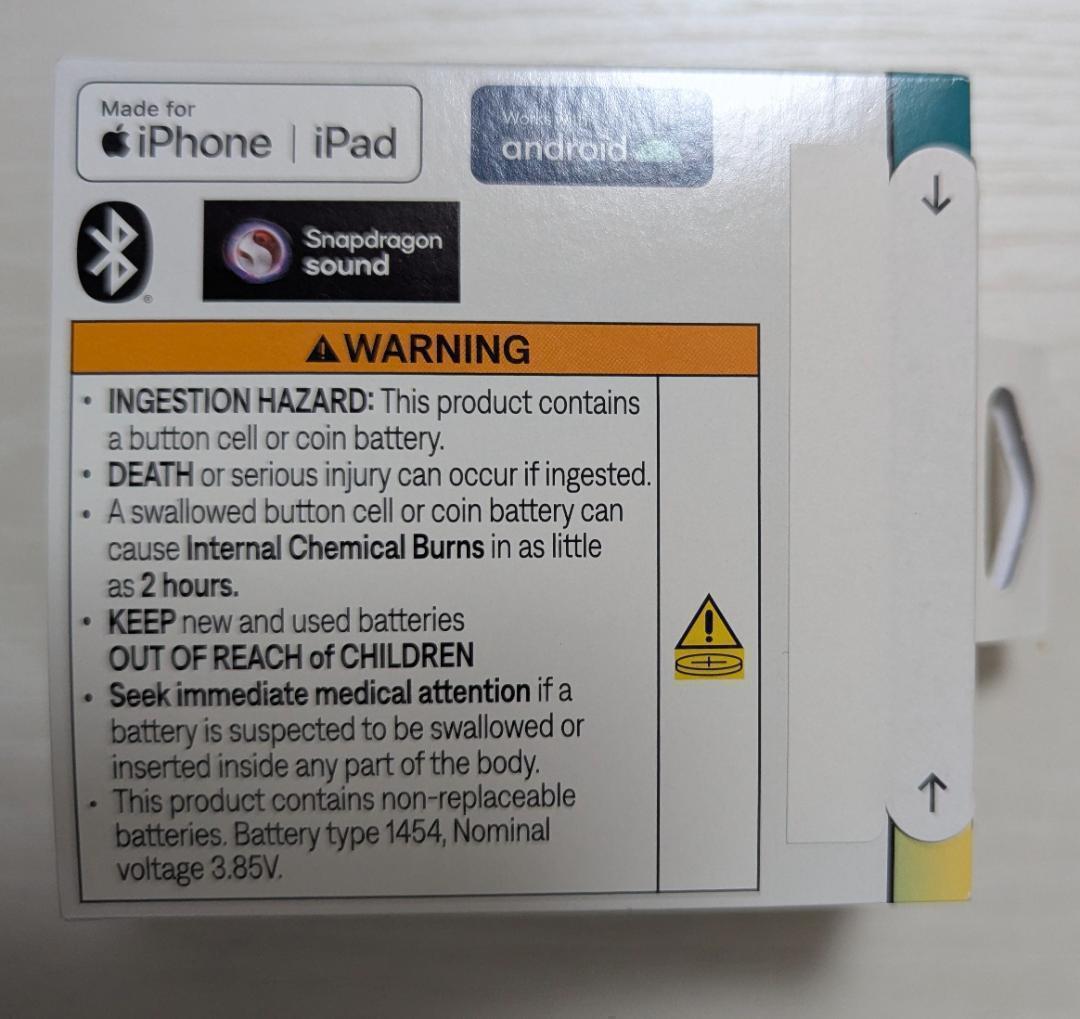 Made for
iPhone | iPad
Works with
android
Snapdragon
sound
®
WARNING
• INGESTION HAZARD: This product contains
a button cell or coin battery.
• DEATH or serious injury can occur if ingested.
• A swallowed button cell or coin battery can
cause Internal Chemical Burns in as little
as 2 hours.
• KEEP new and used batteries
OUT OF REACH of CHILDREN
• Seek immediate medical attention if a
battery is suspected to be swallowed or
inserted inside any part of the body.
• This product contains non-replaceable
batteries. Battery type 1454, Nominal
voltage 3.85V.